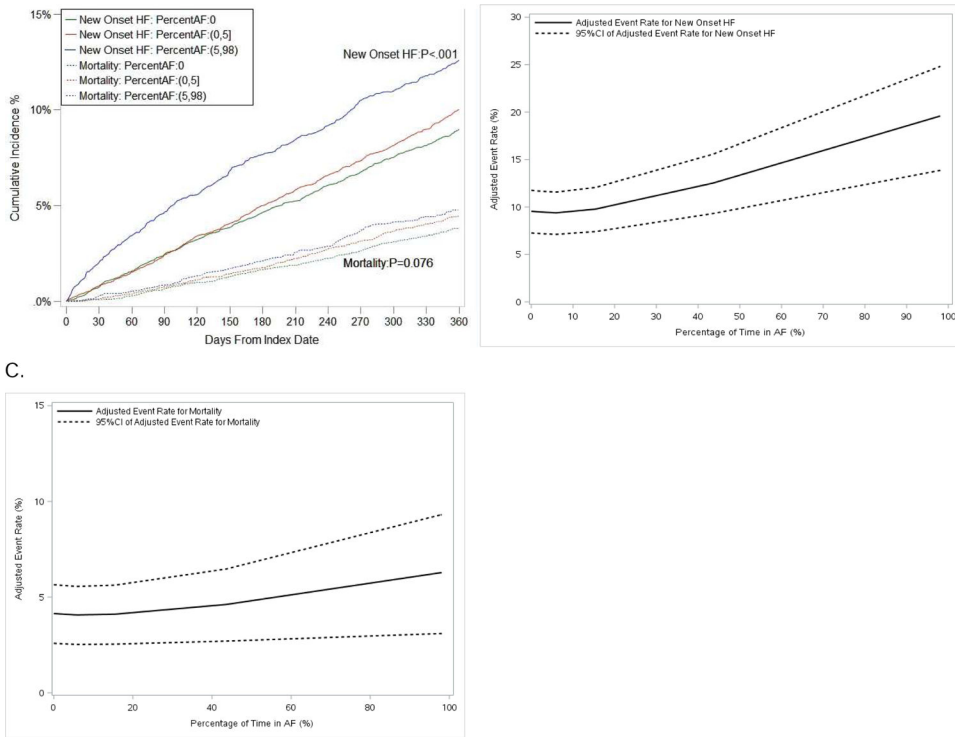 15%
10%
5%
.0%
Cumulative Incidence %
New Onset HF: PercentAF:0
New Onset HF: PercentAF:(0,5]
New Onset HF: PercentAF:(5,98)
Mortality: PercentAF:0
Mortality: PercentAF:(0,5]
Mortality: PercentAF:(5,98)
New Onset HF:P<.001
Mortality:P=0.076
0 30 60 90 120 150 180 210 240 270 300 330 360
Days From Index Date
30
25
20
15
10
5
0
Adjusted Event Rate (%)
Adjusted Event Rate for New Onset HF
95%CI of Adjusted Event Rate for New Onset HF
0 10 20 30 40 50 60 70 80 90 100
Percentage of Time in AF (%)
C.
15
10
5
0
Adjusted Event Rate (%)
Adjusted Event Rate for Mortality
95%CI of Adjusted Event Rate for Mortality
0 20 40 60 80 100
Percentage of Time in AF (%)